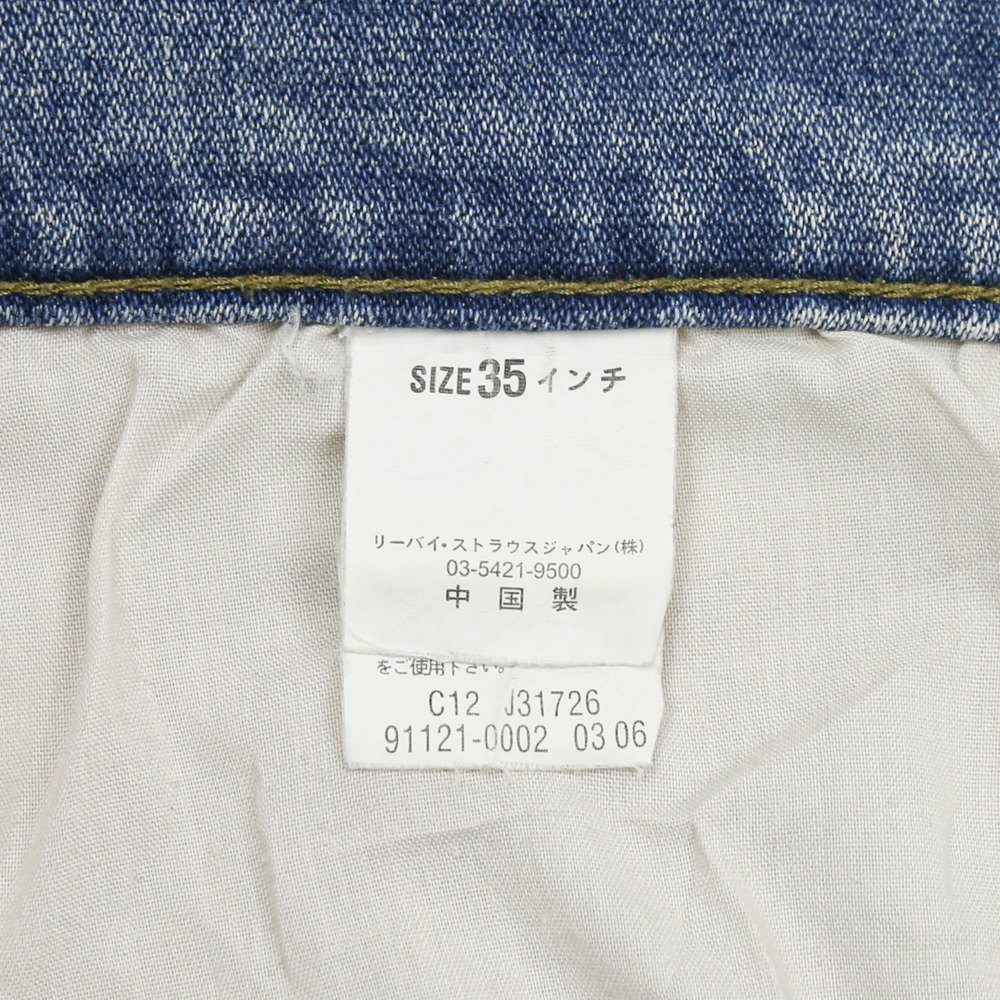 SIZE 35 インチ
リーバイ・ストラウスジャパン(株)
03-5421-9500
中国製
をご使用下さい。
C12 J31726
91121-0002 03 06